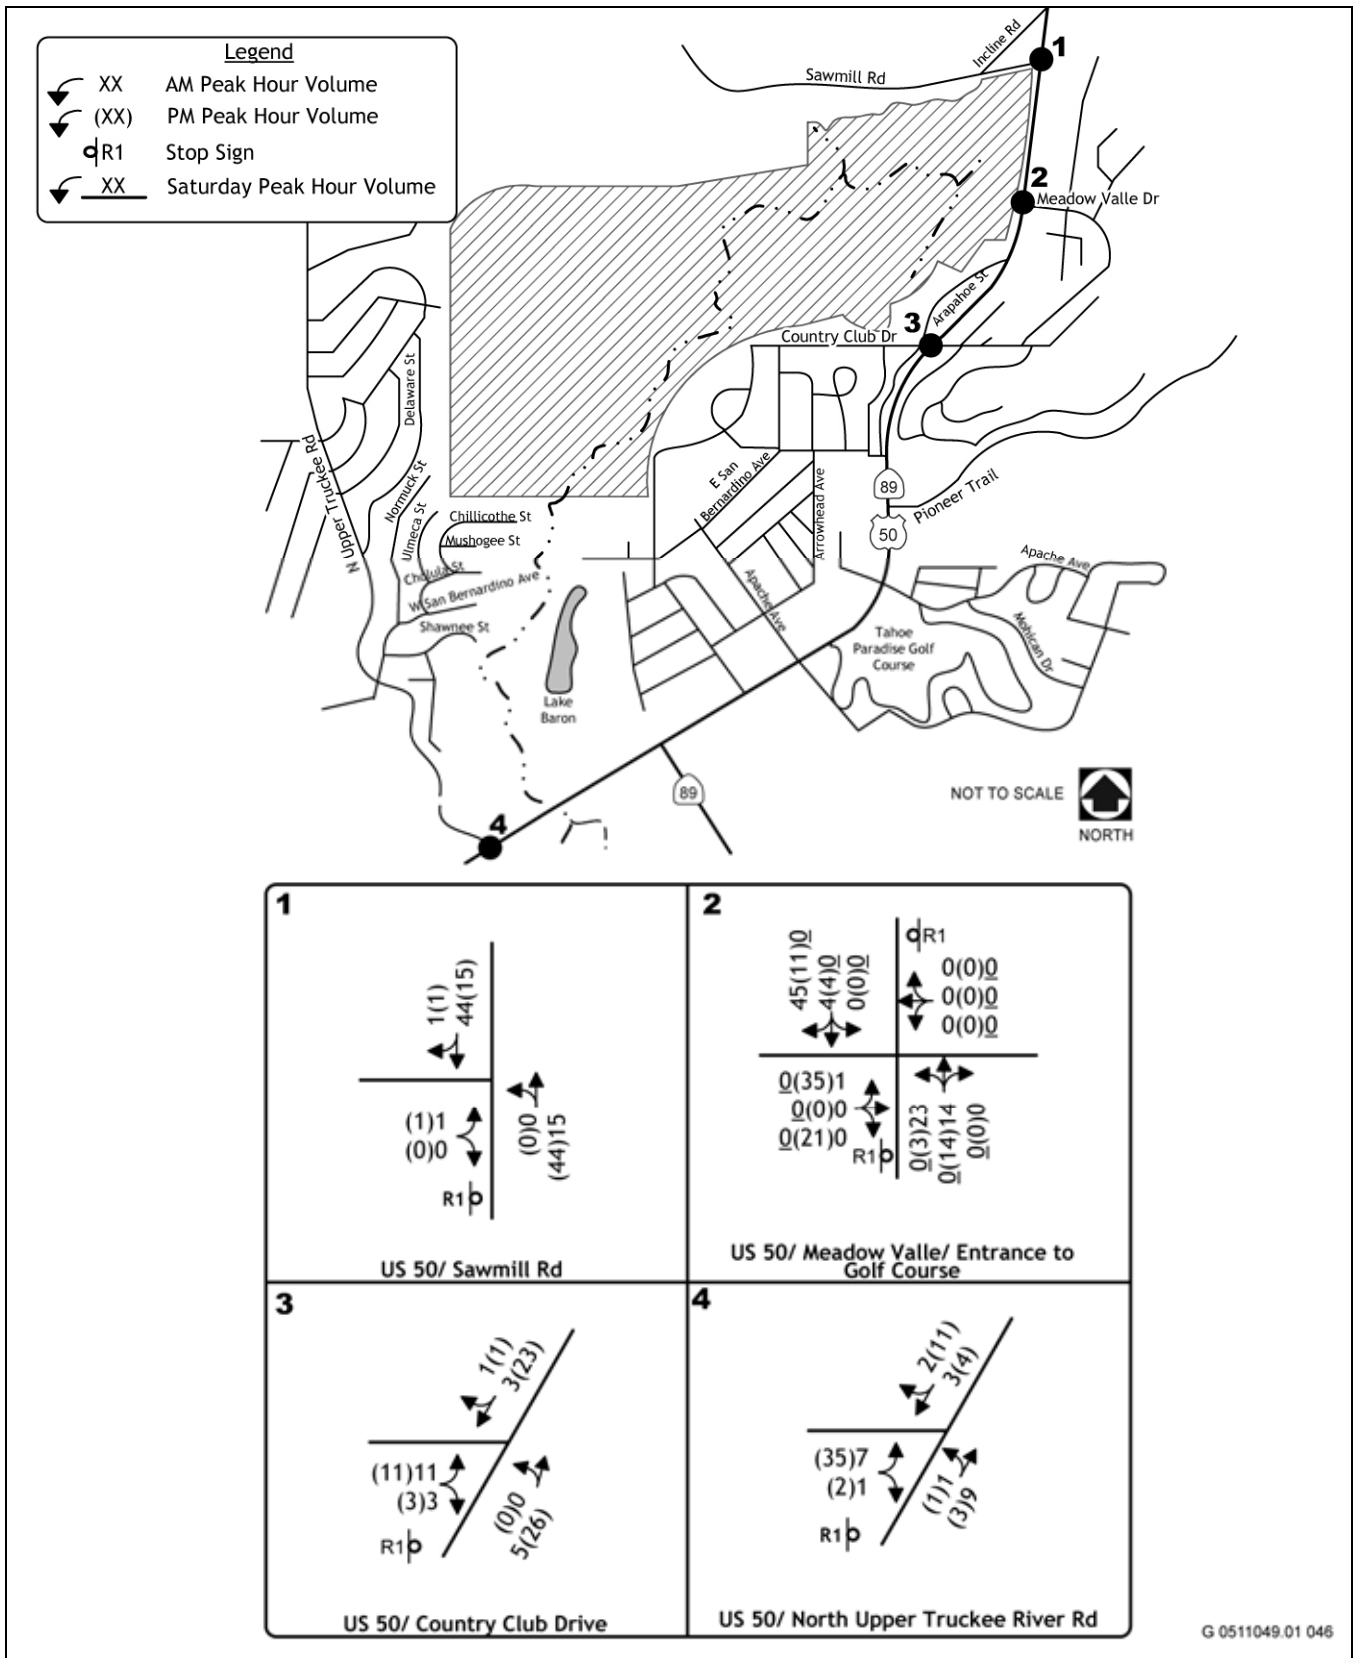 Legend
XX AM Peak Hour Volume
(XX) PM Peak Hour Volume
R1 Stop Sign
XX Saturday Peak Hour Volume
Incline Rd
1
Sawmill Rd
2
Meadow Valle Dr
Arapahoe St
3
Country Club Dr
Delaware St
N Upper Truckee Rd
Normuck St
E San
Bernardino Ave
Arrowhead Ave
89
Pioneer Trail
50
Ulmeca St
Chillicothe St
Mushogee St
Cholula St
W San Bernardino Ave
Shawnee St
Apache Ave
Apache Ave
Mohican Dr
Tahoe
Paradise Golf
Course
Lake
Baron
89
NOT TO SCALE
NORTH
4
1
1(1)
44(15)
(1)1
(0)0
(0)0
(44)15
R1
US 50/ Sawmill Rd
2
R1
45(11)0
4(4)0
0(0)0
0(0)0
0(0)0
0(0)0
0(35)1
0(0)0
0(21)0
R1
0(3)23
0(14)14
0(0)0
US 50/ Meadow Valle/ Entrance to
Golf Course
3
1(1)
3(23)
(11)11
(3)3
(0)0
5(26)
R1
US 50/ Country Club Drive
4
2(11)
3(4)
(35)7
(2)1
(1)1
(3)9
R1
US 50/ North Upper Truckee River Rd
G 0511049.01 046